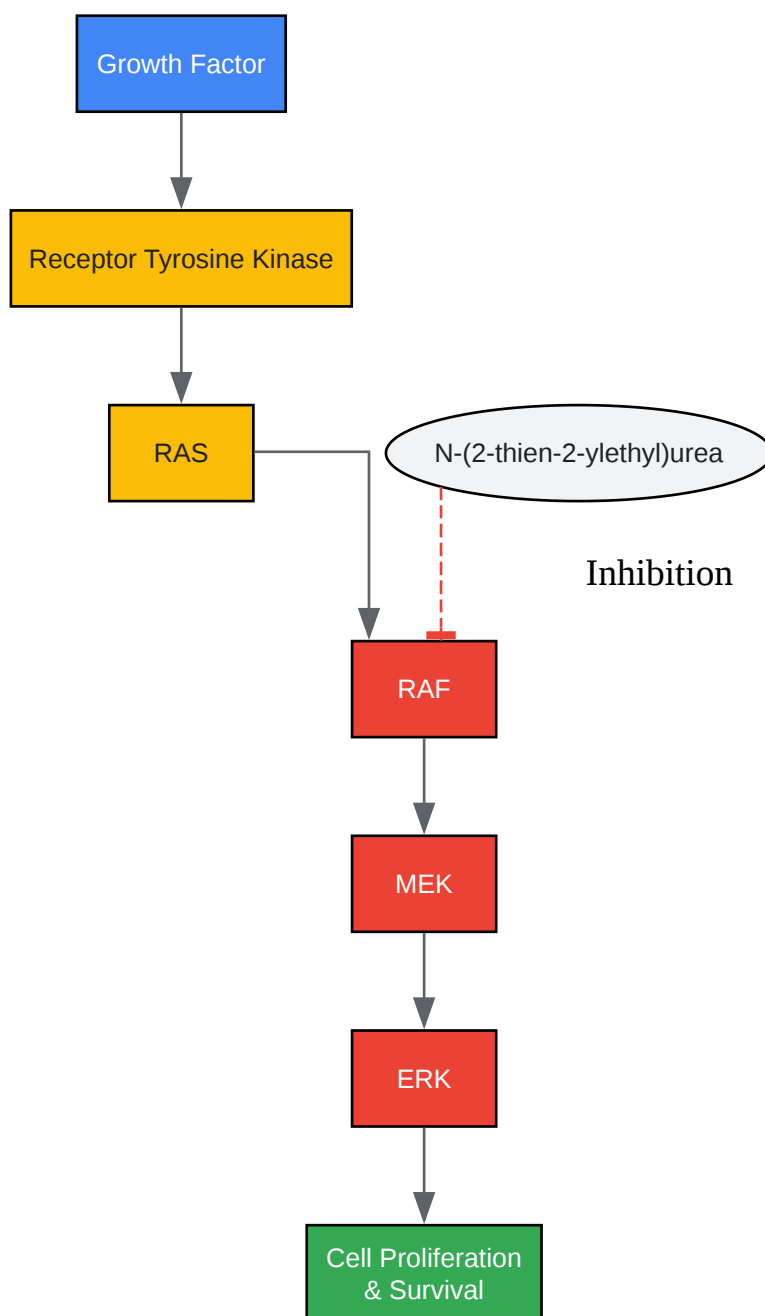 Growth Factor
Receptor Tyrosine Kinase
RAS
N-(2-thien-2-ylethyl)urea
Inhibition
RAF
MEK
ERK
Cell Proliferation
& Survival